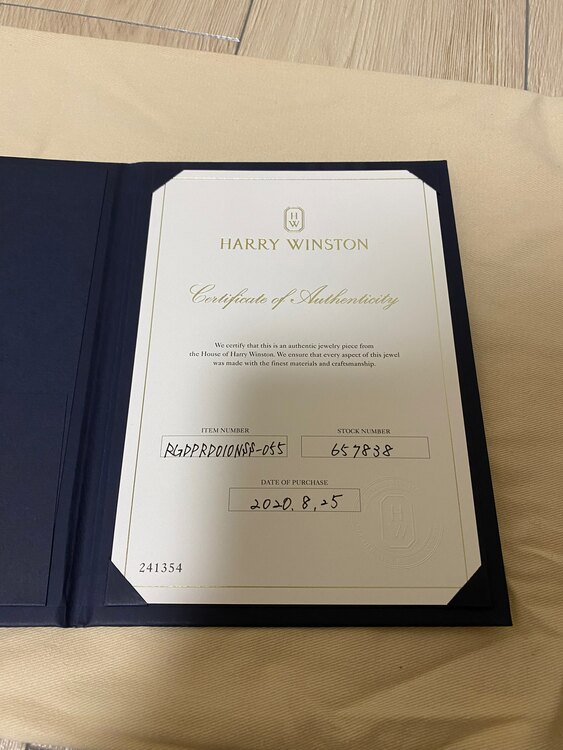 HW
HARRY WINSTON
Certificate of Authenticity
We certify that this is an authentic jewelry piece from
the House of Harry Winston. We ensure that every aspect of this jewel
was made with the finest materials and craftsmanship.
ITEM NUMBER
RGDPRD010NSP-055
STOCK NUMBER
657838
DATE OF PURCHASE
2020.8.25
241354